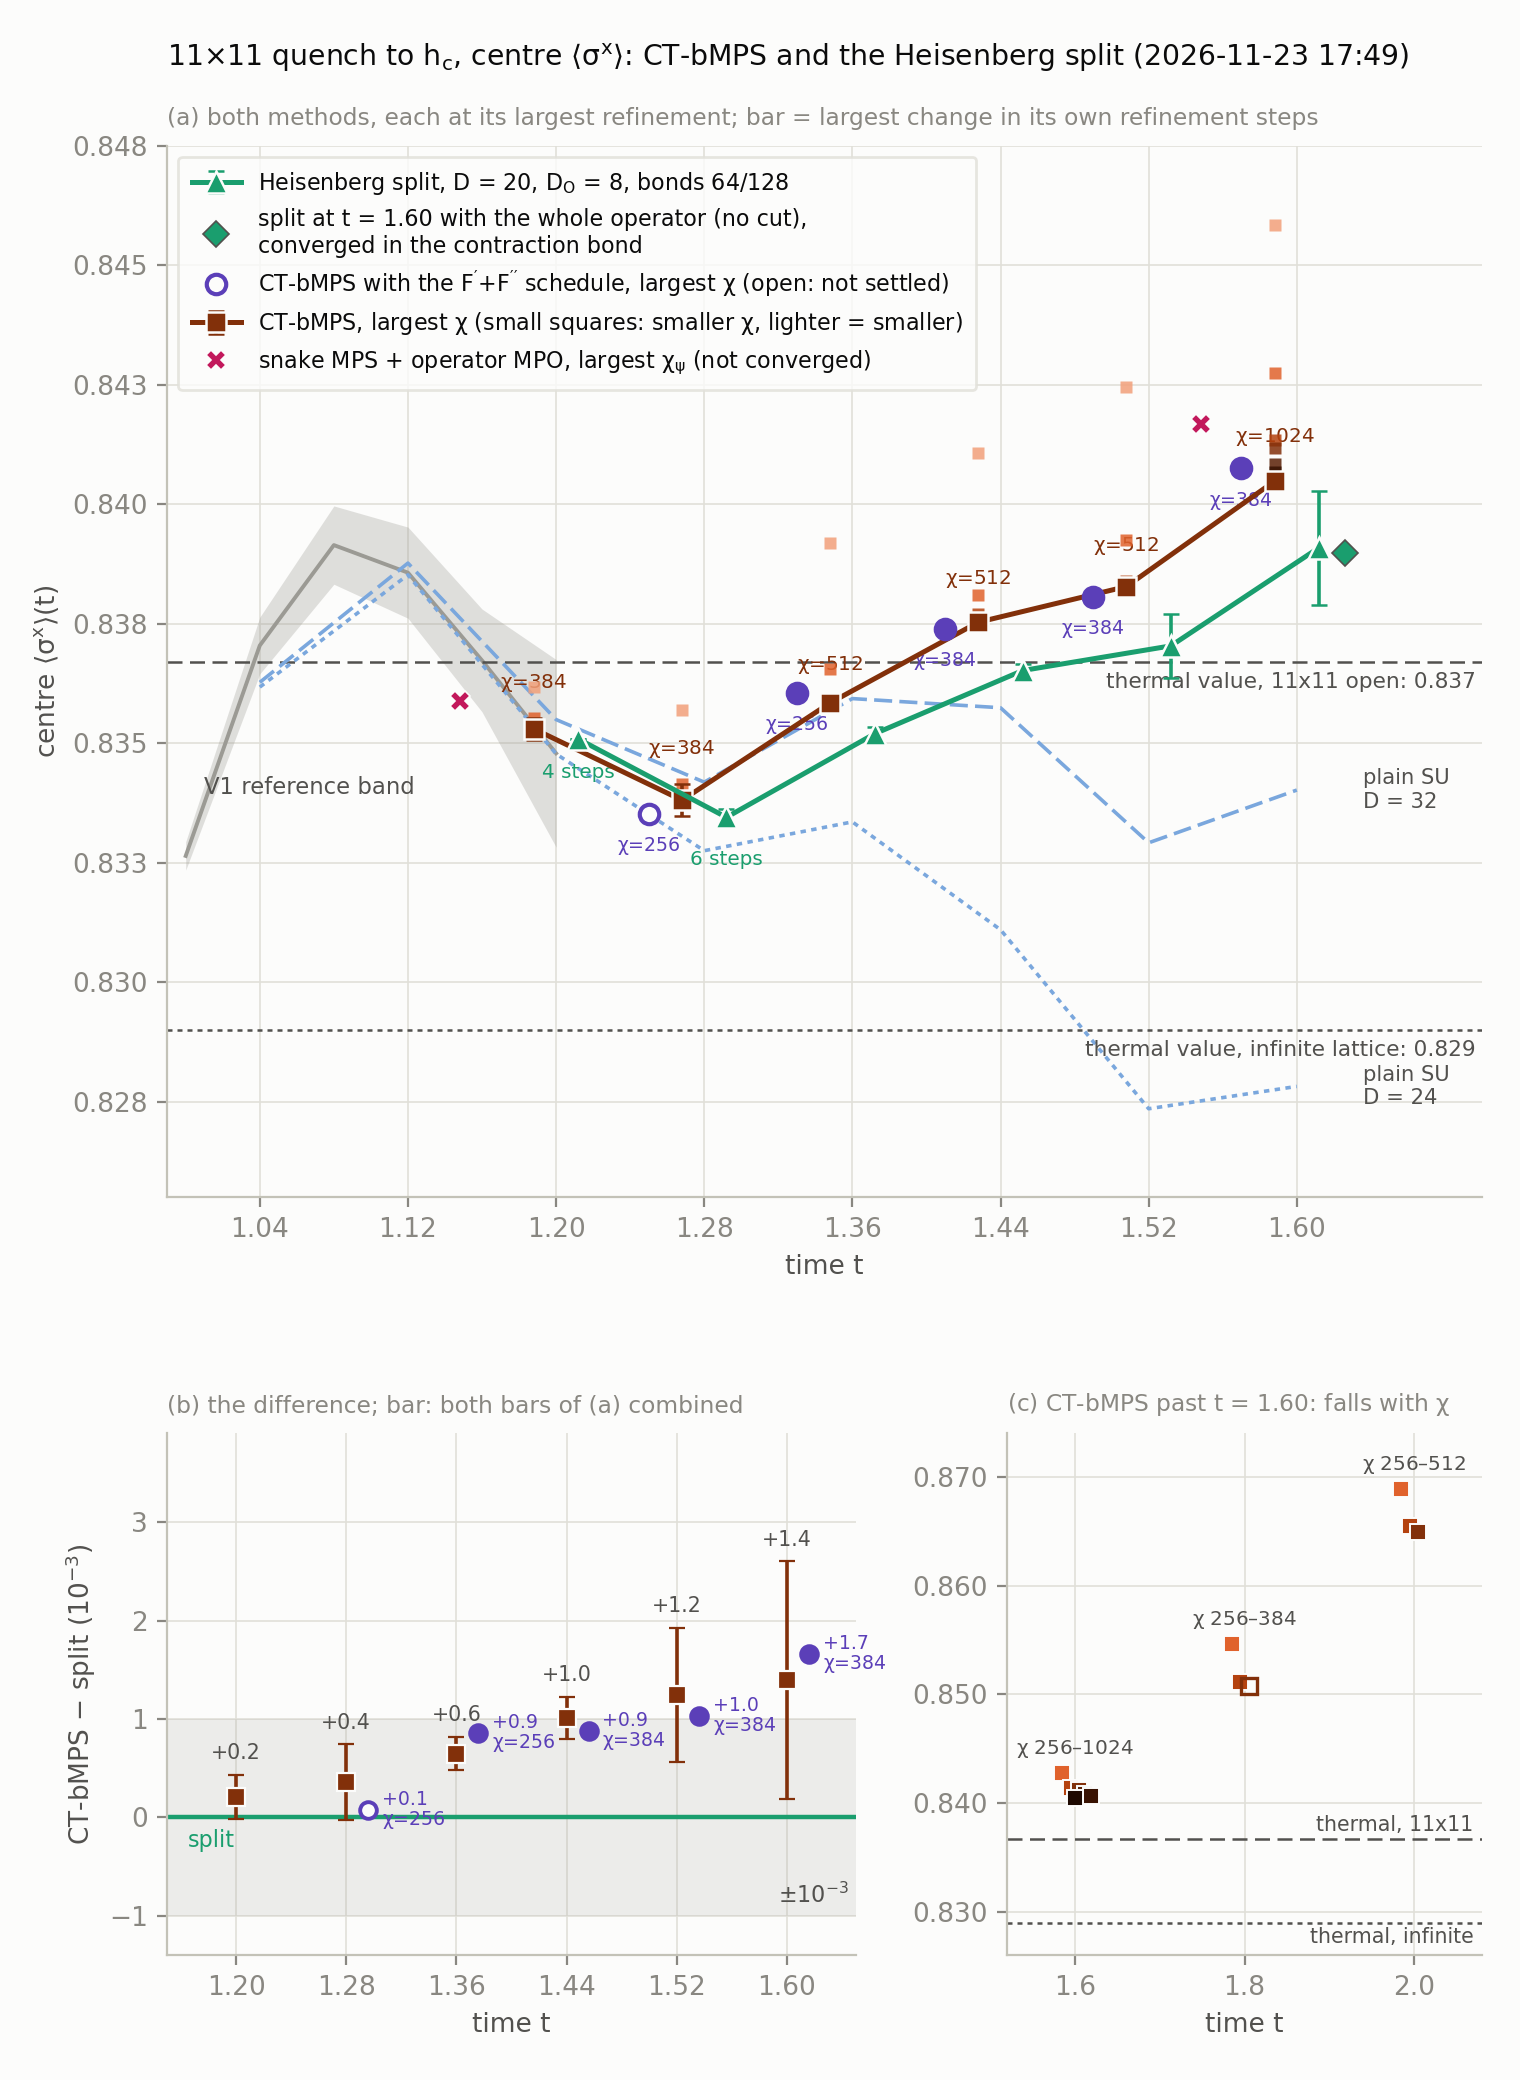 11×11 quench to h_c, centre ⟨σˣ⟩: CT-bMPS and the Heisenberg split (2026-11-23 17:49)
(a) both methods, each at its largest refinement; bar = largest change in its own refinement steps
0.848
0.845
0.843
0.840
0.838
0.835
0.833
0.830
0.828
centre ⟨σˣ⟩(t)
Heisenberg split, D = 20, D_O = 8, bonds 64/128
split at t = 1.60 with the whole operator (no cut),
converged in the contraction bond
CT-bMPS with the F′+F′′ schedule, largest χ (open: not settled)
CT-bMPS, largest χ (small squares: smaller χ, lighter = smaller)
snake MPS + operator MPO, largest χ_ψ (not converged)
χ=1024
χ=384
χ=512
χ=384
χ=512
χ=384
χ=512
χ=256
χ=384
χ=384
χ=256
4 steps
6 steps
V1 reference band
thermal value, 11x11 open: 0.837
plain SU
D = 32
thermal value, infinite lattice: 0.829
plain SU
D = 24
1.04
1.12
1.20
1.28
1.36
1.44
1.52
1.60
time t
(b) the difference; bar: both bars of (a) combined
3
2
1
0
−1
CT-bMPS − split (10⁻³)
+0.2
+0.4
+0.6
+1.0
+1.2
+1.4
+0.1
χ=256
+0.9
χ=256
+0.9
χ=384
+1.0
χ=384
+1.7
χ=384
split
±10⁻³
1.20
1.28
1.36
1.44
1.52
1.60
time t
(c) CT-bMPS past t = 1.60: falls with χ
0.870
0.860
0.850
0.840
0.830
χ 256–512
χ 256–384
χ 256–1024
thermal, 11x11
thermal, infinite
1.6
1.8
2.0
time t